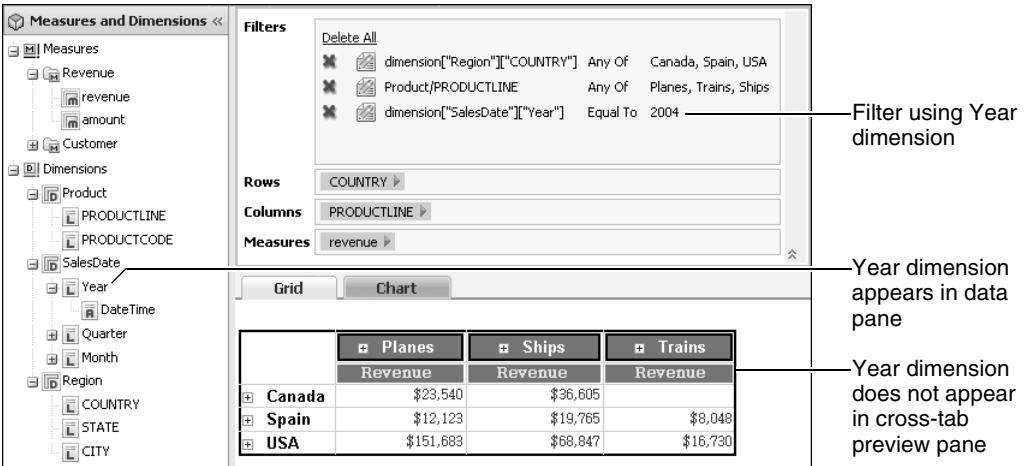 Measures and Dimensions «
Measures
Revenue
revenue
amount
Customer
Dimensions
Product
PRODUCTLINE
PRODUCTCODE
SalesDate
Year
DateTime
Quarter
Month
Region
COUNTRY
STATE
CITY
Filters
Delete All
dimension["Region"]["COUNTRY"] Any Of Canada, Spain, USA
Product/PRODUCTLINE Any Of Planes, Trains, Ships
dimension["SalesDate"]["Year"] Equal To 2004
Rows COUNTRY
Columns PRODUCTLINE
Measures revenue
Grid Chart
Planes Ships Trains
Revenue Revenue Revenue
Canada $23,540 $36,605
Spain $12,123 $19,765 $8,048
USA $151,683 $68,847 $16,730
Filter using Year
dimension
Year dimension
appears in data
pane
Year dimension
does not appear
in cross-tab
preview pane